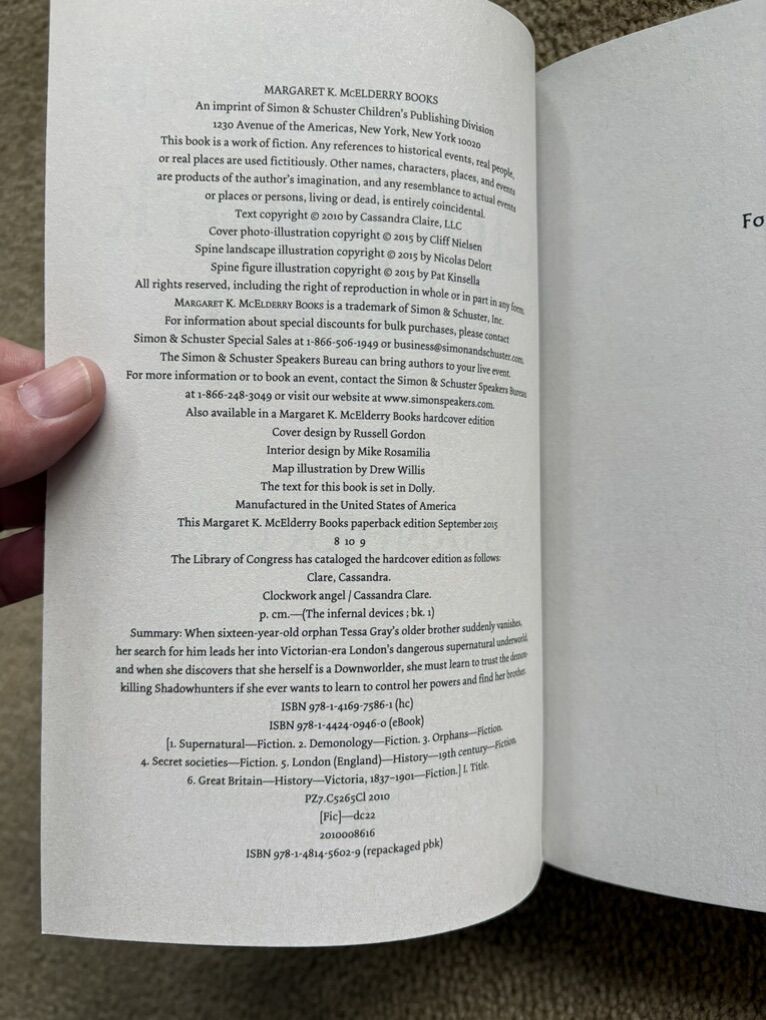 MARGARET K. McELDERRY BOOKS
An imprint of Simon & Schuster Children's Publishing Division
1230 Avenue of the Americas, New York, New York 10020
This book is a work of fiction. Any references to historical events, real people,
or real places are used fictitiously. Other names, characters, places, and events
are products of the author's imagination, and any resemblance to actual events
or places or persons, living or dead, is entirely coincidental.
Text copyright © 2010 by Cassandra Claire, LLC
Cover photo-illustration copyright © 2015 by Cliff Nielsen
Spine landscape illustration copyright © 2015 by Nicolas Delort
Spine figure illustration copyright © 2015 by Pat Kinsella
All rights reserved, including the right of reproduction in whole or in part in any form.
MARGARET K. McELDERRY BOOKS is a trademark of Simon & Schuster, Inc.
For information about special discounts for bulk purchases, please contact
Simon & Schuster Special Sales at 1-866-506-1949 or business@simonandschuster.com.
The Simon & Schuster Speakers Bureau can bring authors to your live event.
For more information or to book an event, contact the Simon & Schuster Speakers Bureau
at 1-866-248-3049 or visit our website at www.simonspeakers.com.
Also available in a Margaret K. McElderry Books hardcover edition
Cover design by Russell Gordon
Interior design by Mike Rosamilia
Map illustration by Drew Willis
The text for this book is set in Dolly.
Manufactured in the United States of America
This Margaret K. McElderry Books paperback edition September 2015
8 10 9
The Library of Congress has cataloged the hardcover edition as follows:
Clare, Cassandra.
Clockwork angel / Cassandra Clare.
p. cm.—(The infernal devices ; bk. 1)
Summary: When sixteen-year-old orphan Tessa Gray's older brother suddenly vanishes,
her search for him leads her into Victorian-era London's dangerous supernatural underworld,
and when she discovers that she herself is a Downworlder, she must learn to trust the demon-
killing Shadowhunters if she ever wants to learn to control her powers and find her brother.
ISBN 978-1-4169-7586-1 (hc)
ISBN 978-1-4424-0946-0 (eBook)
[1. Supernatural—Fiction. 2. Demonology—Fiction. 3. Orphans—Fiction.
4. Secret societies—Fiction. 5. London (England)—History—19th century—Fiction.
6. Great Britain—History—Victoria, 1837–1901—Fiction.] I. Title.
PZ7.C5265Cl 2010
[Fic]—dc22
2010008616
ISBN 978-1-4814-5602-9 (repackaged pbk)
Fo